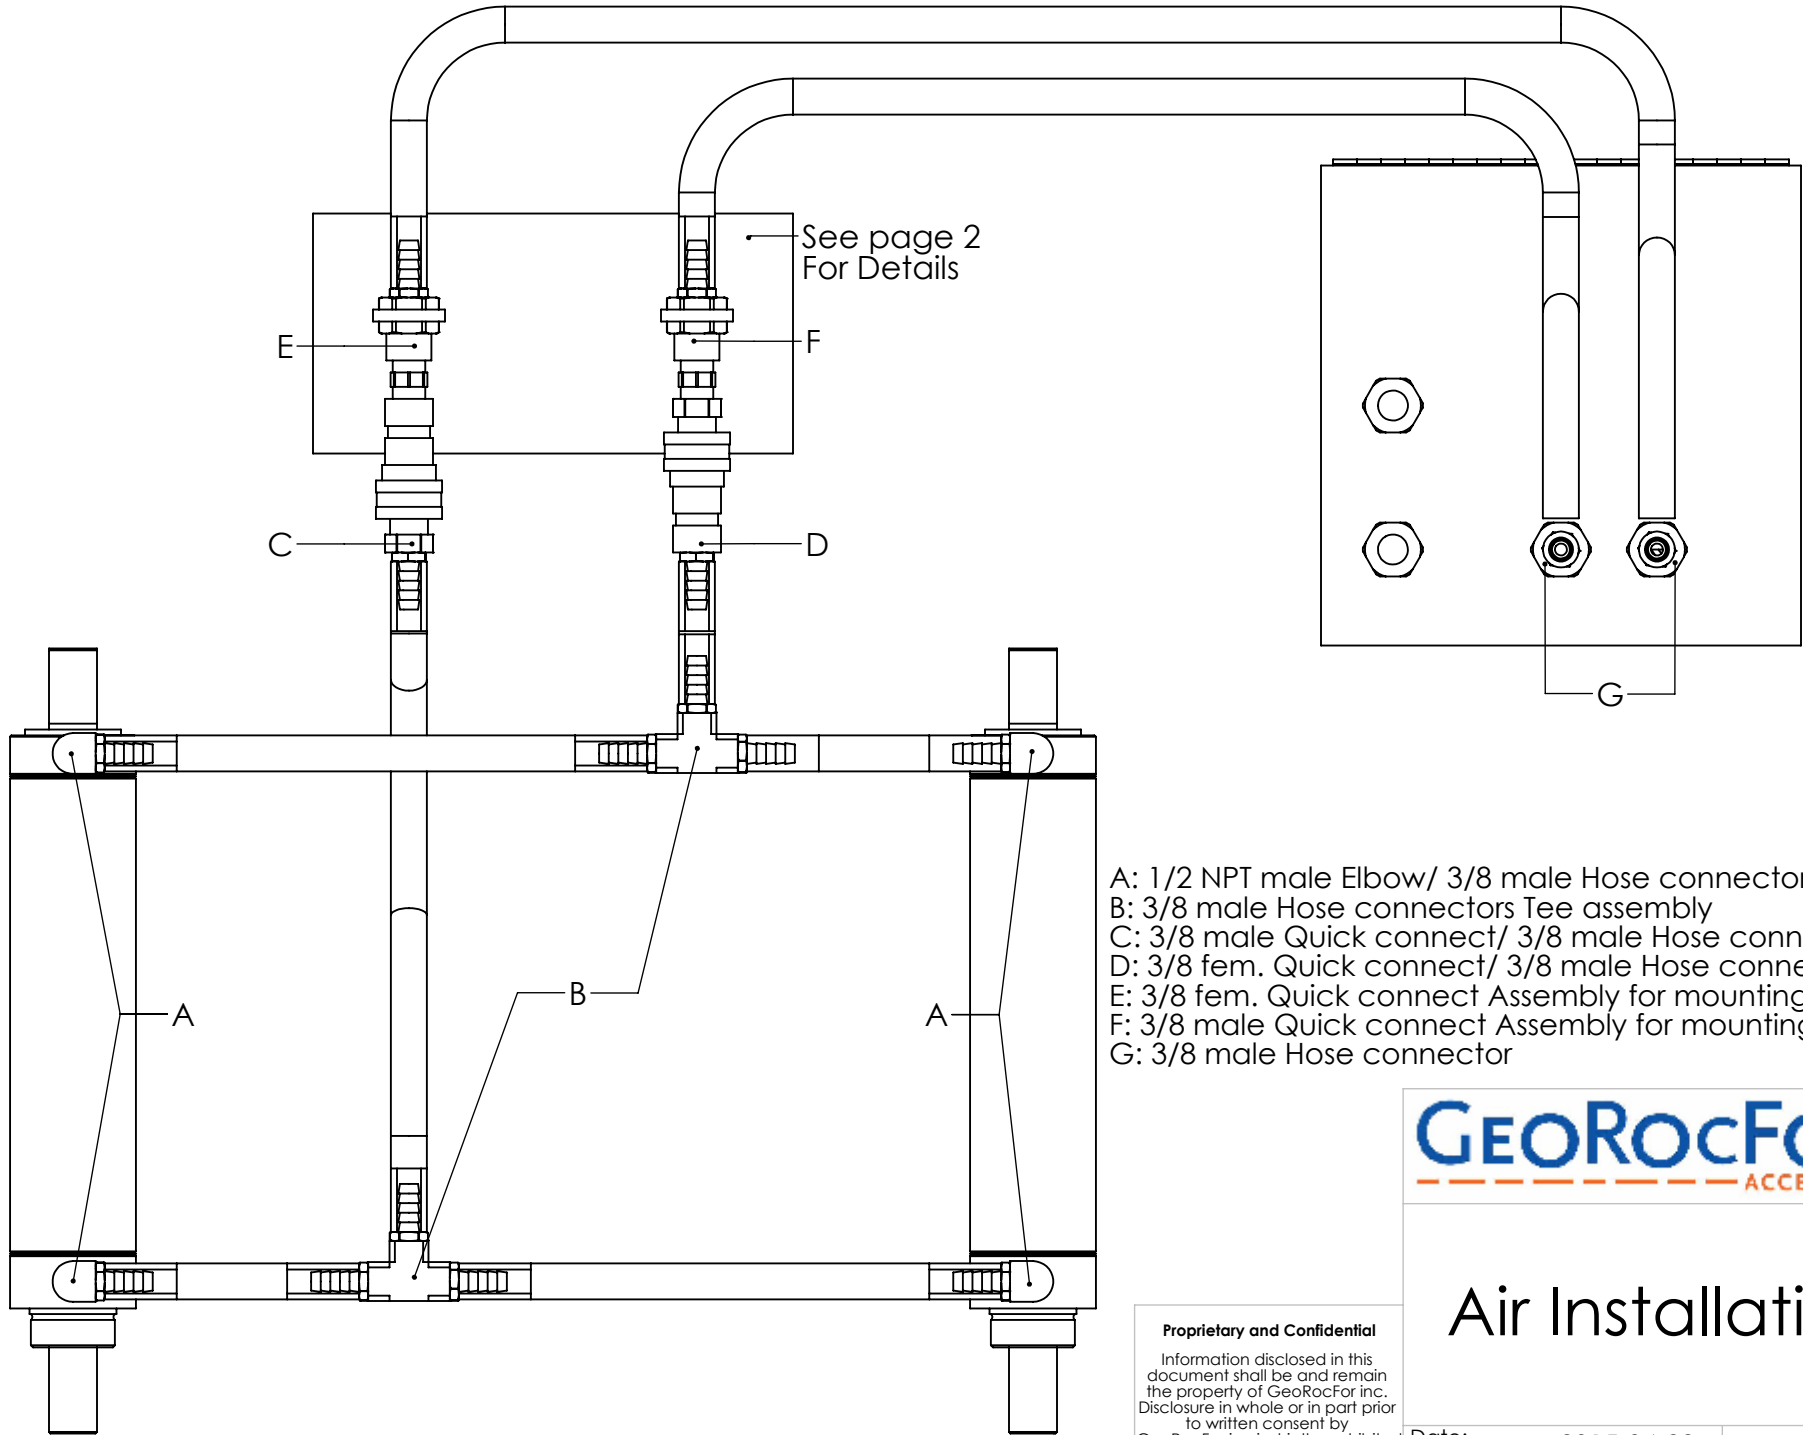 See page 2
For Details
E
F
C
D
G
A
B
A
A: 1/2 NPT male Elbow/ 3/8 male Hose connector
B: 3/8 male Hose connectors Tee assembly
C: 3/8 male Quick connect/ 3/8 male Hose conn
D: 3/8 fem. Quick connect/ 3/8 male Hose conne
E: 3/8 fem. Quick connect Assembly for mounting
F: 3/8 male Quick connect Assembly for mounting
G: 3/8 male Hose connector
GEOROCFO
ACCE
Air Installati
Proprietary and Confidential
Information disclosed in this
document shall be and remain
the property of GeoRocFor inc.
Disclosure in whole or in part prior
to written consent by
Date: